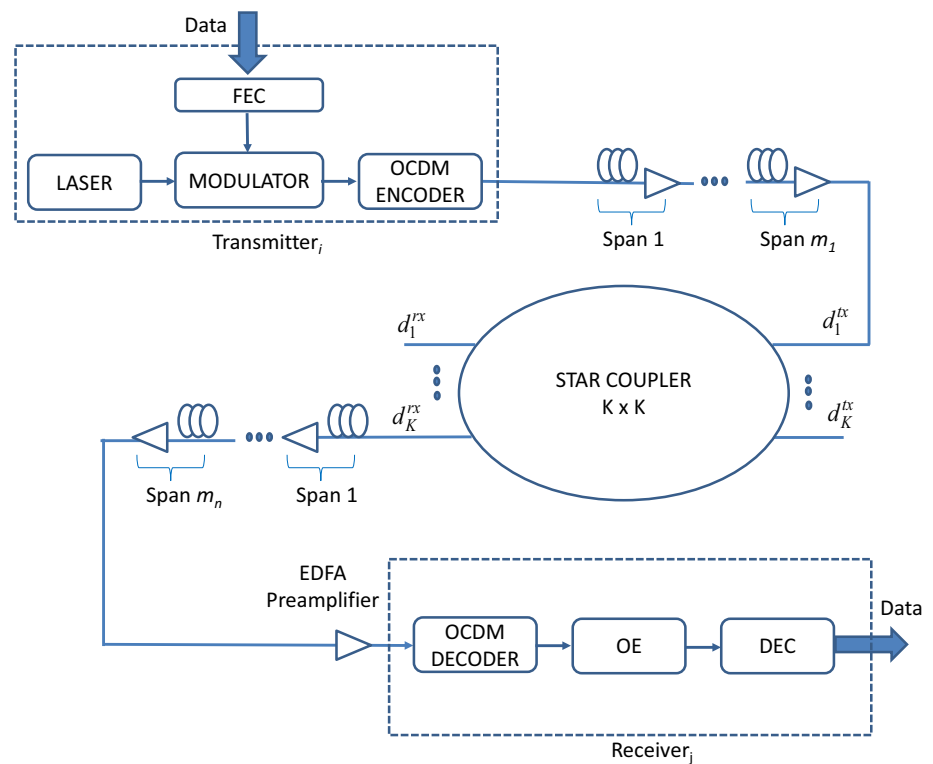 Data
FEC
LASER
MODULATOR
OCDM
ENCODER
Transmitter_i
Span 1
Span m_1
d_1^{rx}
d_1^{tx}
STAR COUPLER
K x K
d_K^{rx}
d_K^{tx}
Span m_n
Span 1
EDFA
Preamplifier
OCDM
DECODER
OE
DEC
Data
Receiver_j